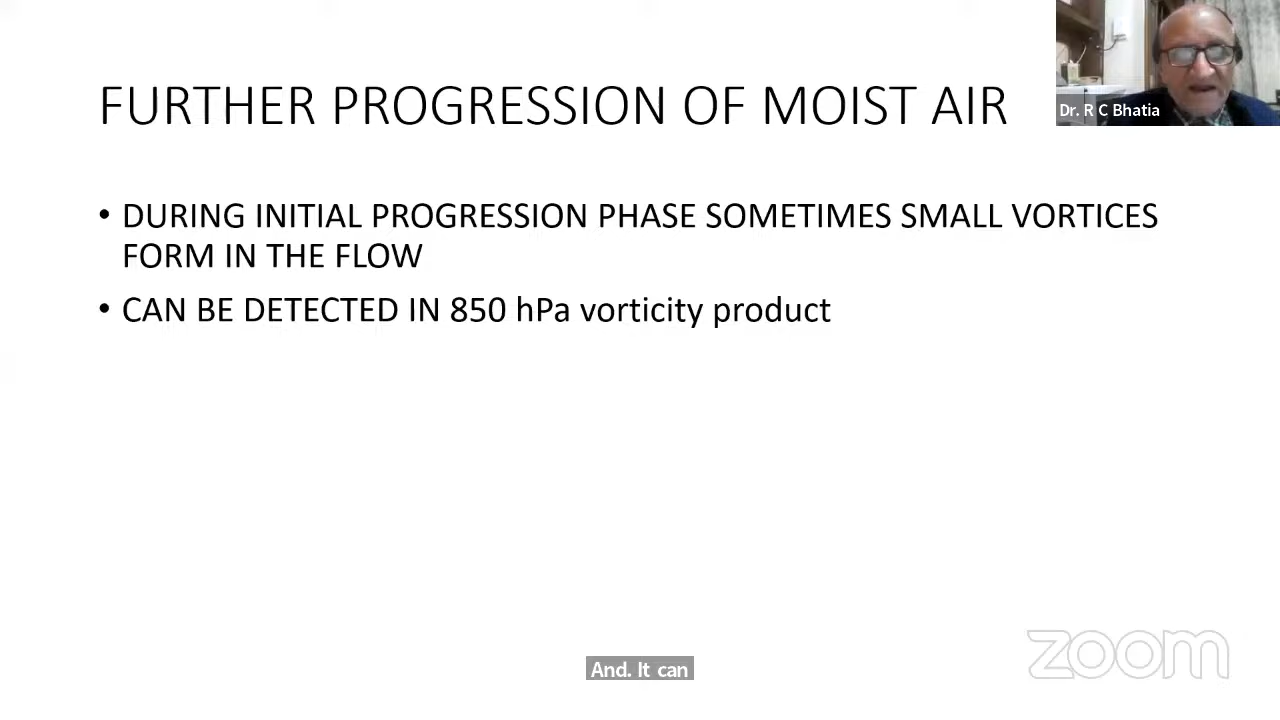 FURTHER PROGRESSION OF MOIST AIR
Dr. R C Bhatia
• DURING INITIAL PROGRESSION PHASE SOMETIMES SMALL VORTICES
FORM IN THE FLOW
• CAN BE DETECTED IN 850 hPa vorticity product
zoom
And. It can